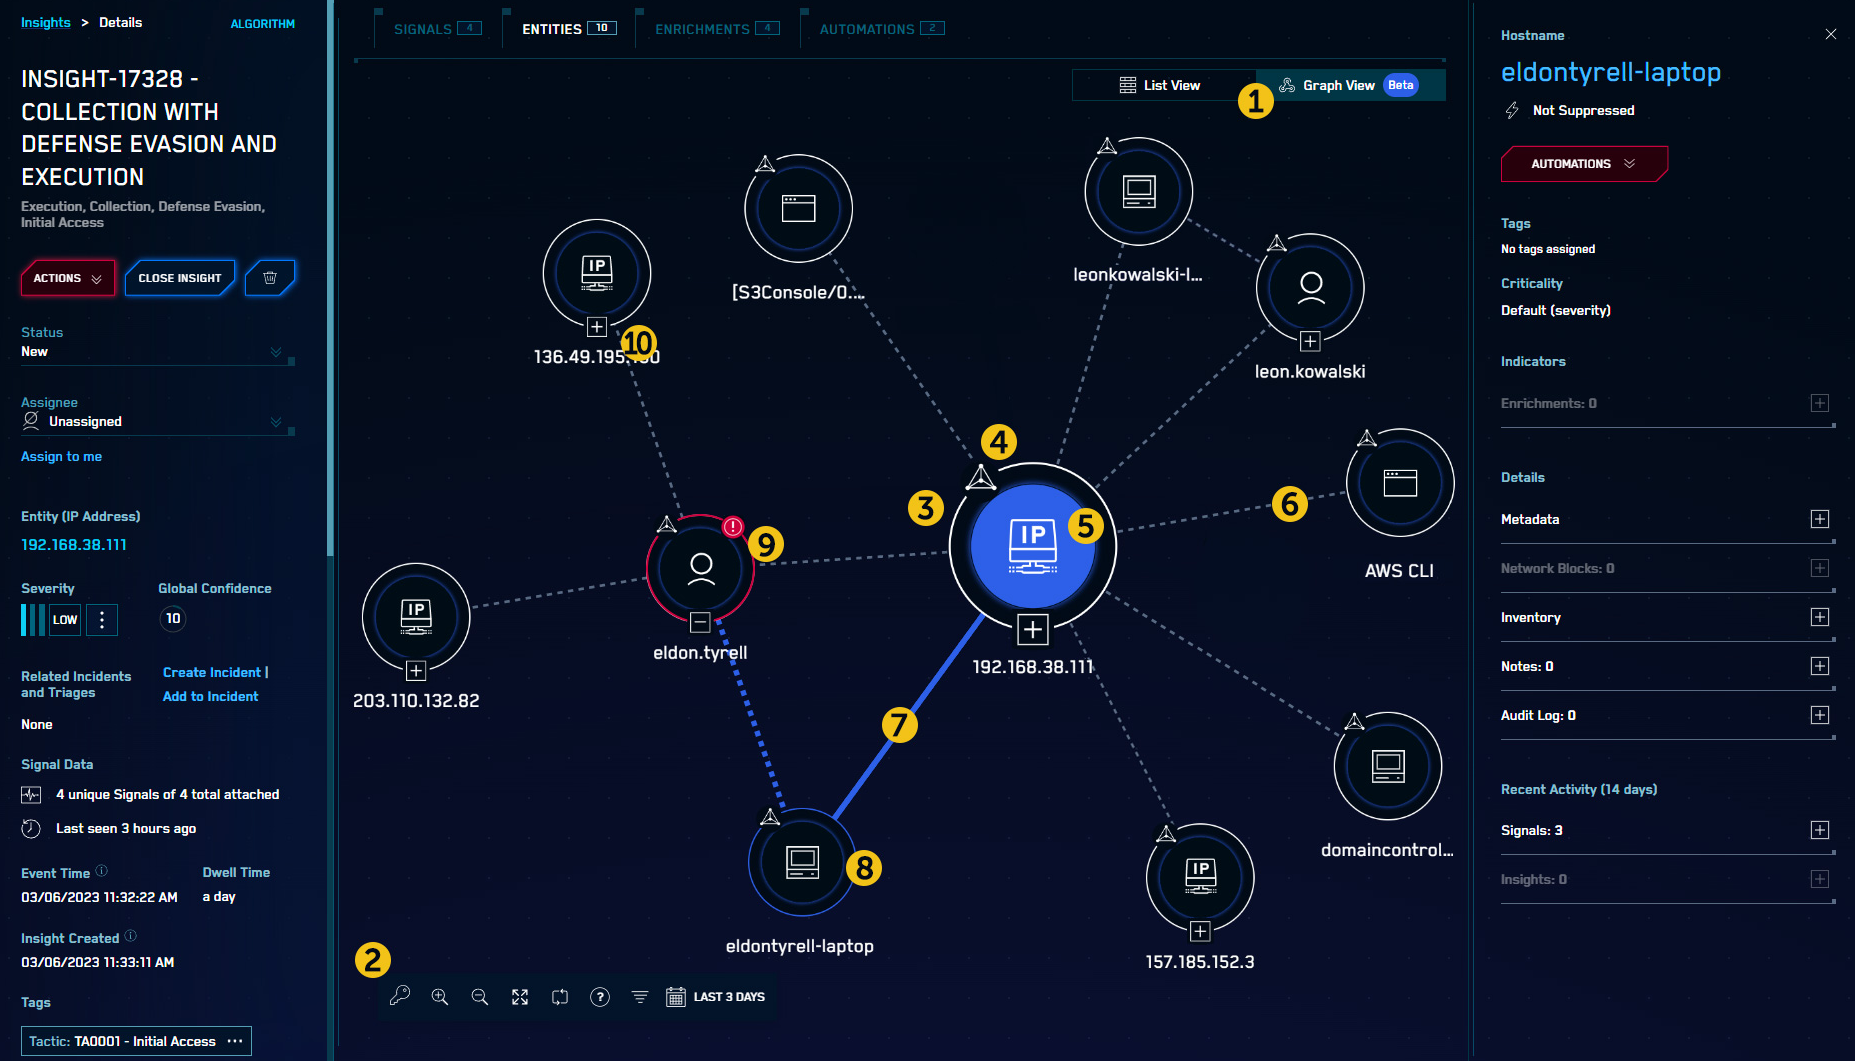 Insights > Details
ALGORITHM
INSIGHT-17328 -
COLLECTION WITH
DEFENSE EVASION AND
EXECUTION
Execution, Collection, Defense Evasion,
Initial Access
ACTIONS
CLOSE INSIGHT
Status
New
Assignee
Unassigned
Assign to me
Entity (IP Address)
192.168.38.111
Severity
Global Confidence
LOW
10
Related Incidents
and Triages
Create Incident |
Add to Incident
None
Signal Data
4 unique Signals of 4 total attached
Last seen 3 hours ago
Event Time
Dwell Time
03/06/2023 11:32:22 AM
a day
Insight Created
03/06/2023 11:33:11 AM
Tags
Tactic: TA0001 - Initial Access ...
SIGNALS 4
ENTITIES 10
ENRICHMENTS 4
AUTOMATIONS 2
List View
1
Graph View Beta
[S3Console/0....
leonkowalski-l...
IP
10
leon.kowalski
4
3
IP
5
6
192.168.38.111
AWS CLI
9
eldon.tyrell
IP
203.110.132.82
7
8
eldontyrell-laptop
domaincontrol...
IP
157.185.152.3
2
?
LAST 3 DAYS
Hostname
eldontyrell-laptop
Not Suppressed
AUTOMATIONS
Tags
No tags assigned
Criticality
Default (severity)
Indicators
Enrichments: 0
Details
Metadata
Network Blocks: 0
Inventory
Notes: 0
Audit Log: 0
Recent Activity (14 days)
Signals: 3
Insights: 0